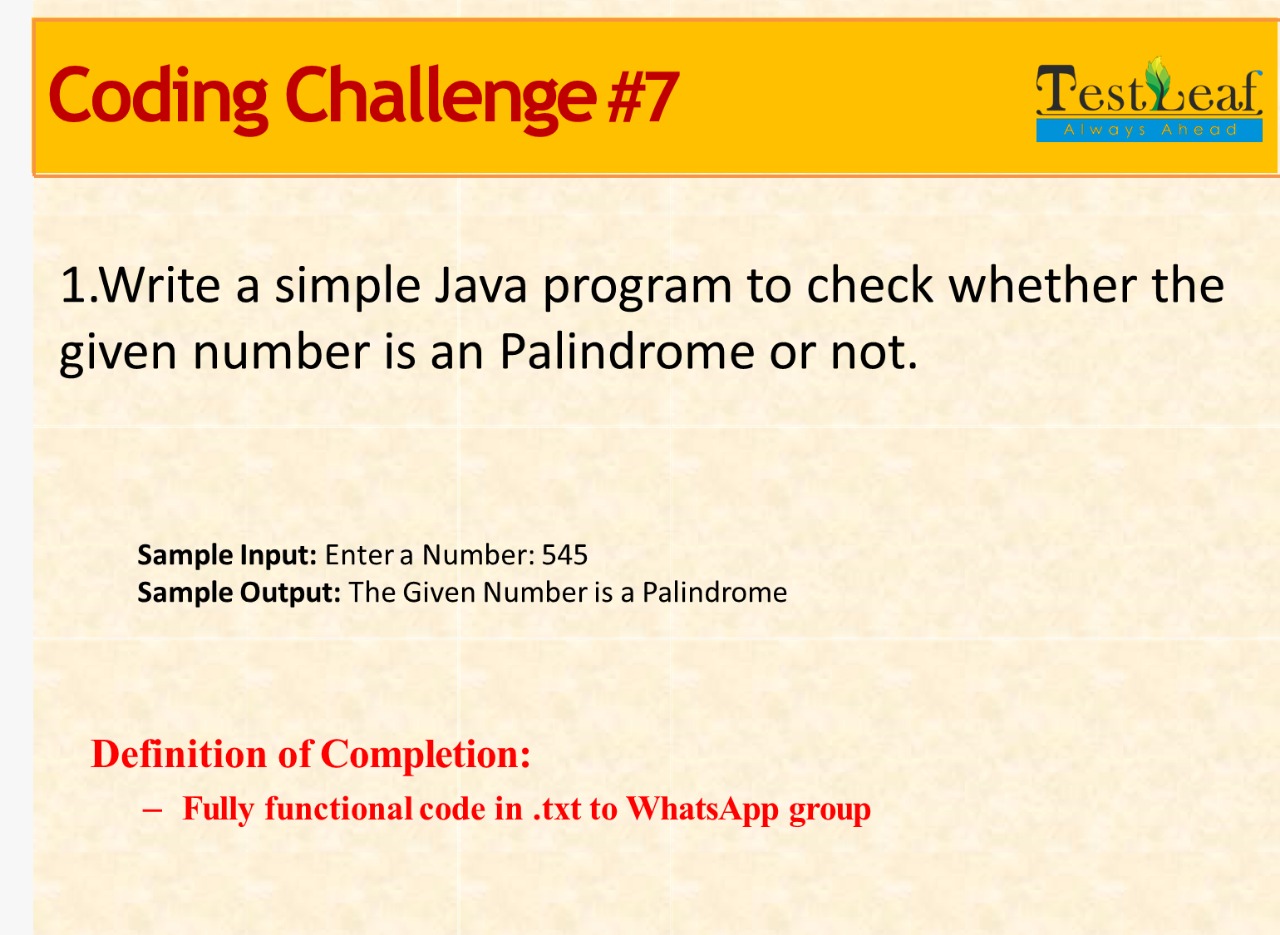 Coding Challenge #7
TestLeaf
Always Ahead
1.Write a simple Java program to check whether the
given number is an Palindrome or not.
Sample Input: Enter a Number: 545
Sample Output: The Given Number is a Palindrome
Definition of Completion:
– Fully functional code in .txt to WhatsApp group